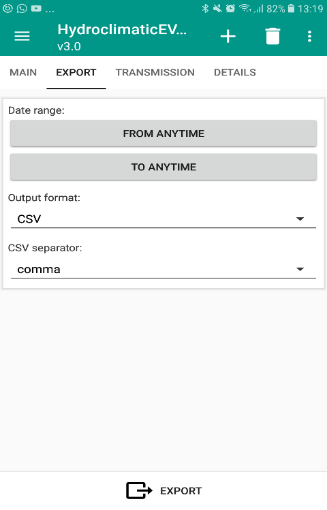 ... 82% 13:19
HydroclimaticEV...
v3.0
MAIN EXPORT TRANSMISSION DETAILS
Date range:
FROM ANYTIME
TO ANYTIME
Output format:
CSV
CSV separator:
comma
EXPORT